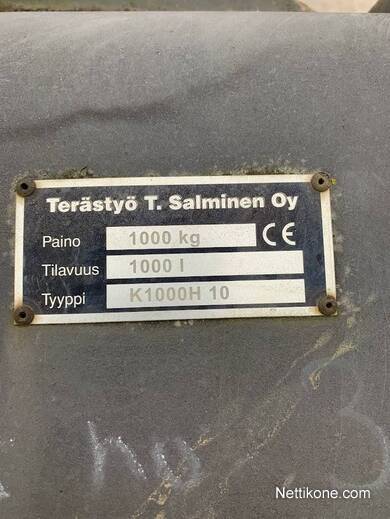 Terästyö T. Salminen Oy
Paino 1000 kg CE
Tilavuus 1000 l
Tyyppi K1000H 10
Nettikone.com